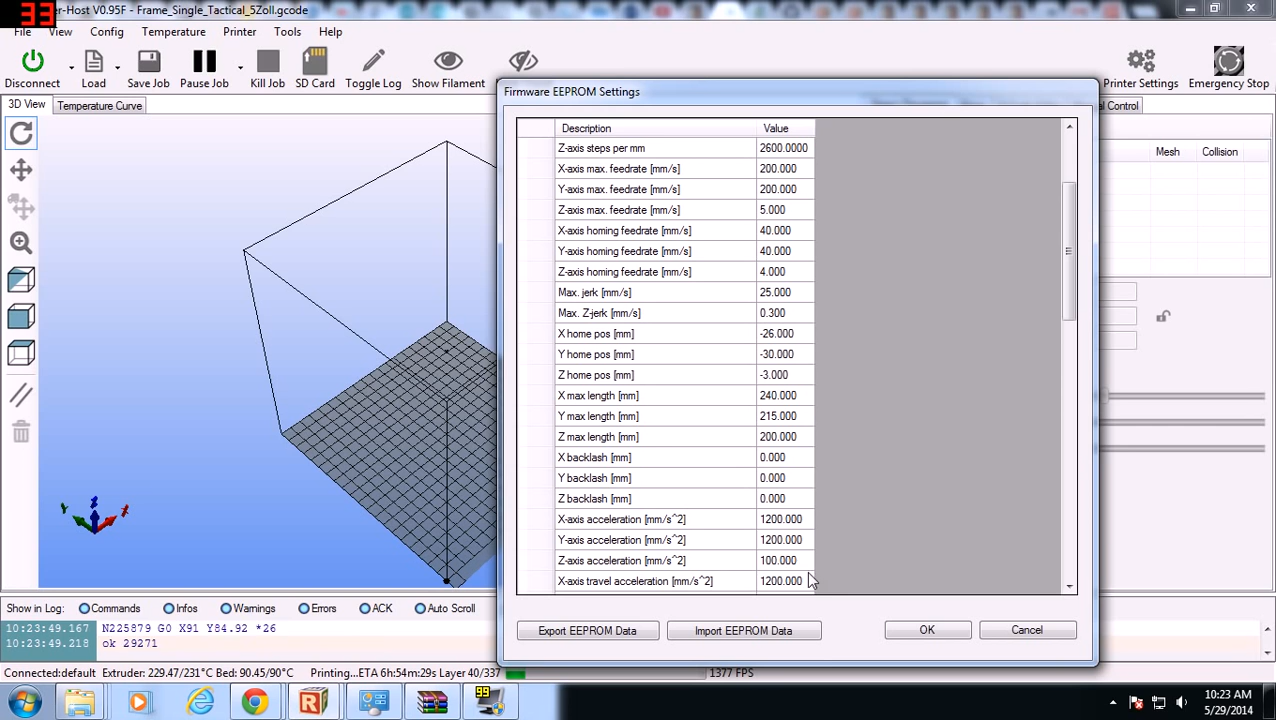 33
er-Host V0.95F - Frame_Single_Tactical_5Zoll.gcode
File View Config Temperature Printer Tools Help
Disconnect Load Save Job Pause Job Kill Job SD Card Toggle Log Show Filament Printer Settings Emergency Stop
3D View Temperature Curve
Firmware EEPROM Settings
Description Value
Z-axis steps per mm 2600.0000
X-axis max. feedrate [mm/s] 200.000
Y-axis max. feedrate [mm/s] 200.000
Z-axis max. feedrate [mm/s] 5.000
X-axis homing feedrate [mm/s] 40.000
Y-axis homing feedrate [mm/s] 40.000
Z-axis homing feedrate [mm/s] 4.000
Max. jerk [mm/s] 25.000
Max. Z-jerk [mm/s] 0.300
X home pos [mm] -26.000
Y home pos [mm] -30.000
Z home pos [mm] -3.000
X max length [mm] 240.000
Y max length [mm] 215.000
Z max length [mm] 200.000
X backlash [mm] 0.000
Y backlash [mm] 0.000
Z backlash [mm] 0.000
X-axis acceleration [mm/s^2] 1200.000
Y-axis acceleration [mm/s^2] 1200.000
Z-axis acceleration [mm/s^2] 100.000
X-axis travel acceleration [mm/s^2] 1200.000
Export EEPROM Data Import EEPROM Data OK Cancel
al Control
Mesh Collision
Y Z X
Show in Log: Commands Infos Warnings Errors ACK Auto Scroll
10:23:49.167 N225879 G0 X91 Y84.92 *26
10:23:49.218 ok 29271
Connected:default Extruder: 229.47/231°C Bed: 90.45/90°C Printing...ETA 6h:54m:29s Layer 40/337 1377 FPS
99
10:23 AM
5/29/2014